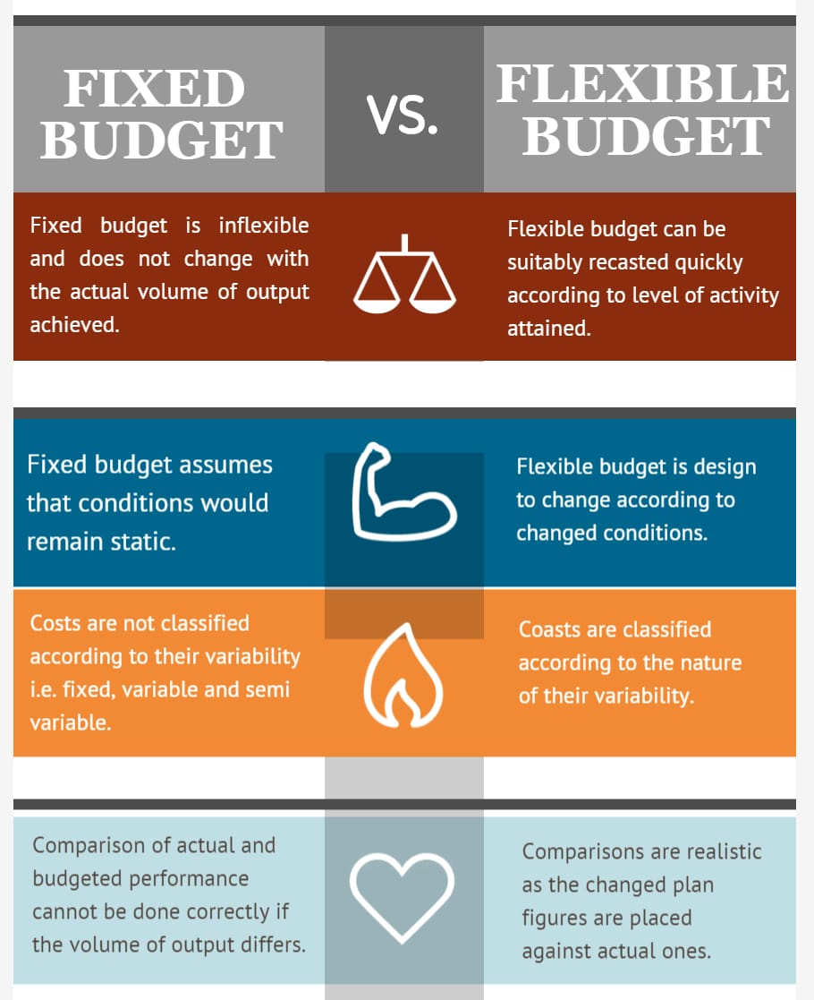 FIXED
BUDGET
VS.
FLEXIBLE
BUDGET
Fixed budget is inflexible
and does not change with
the actual volume of output
achieved.
Flexible budget can be
suitably recasted quickly
according to level of activity
attained.
Fixed budget assumes
that conditions would
remain static.
Flexible budget is design
to change according to
changed conditions.
Costs are not classified
according to their variability
i.e. fixed, variable and semi
variable.
Coasts are classified
according to the nature
of their variability.
Comparison of actual and
budgeted performance
cannot be done correctly if
the volume of output differs.
Comparisons are realistic
as the changed plan
figures are placed
against actual ones.